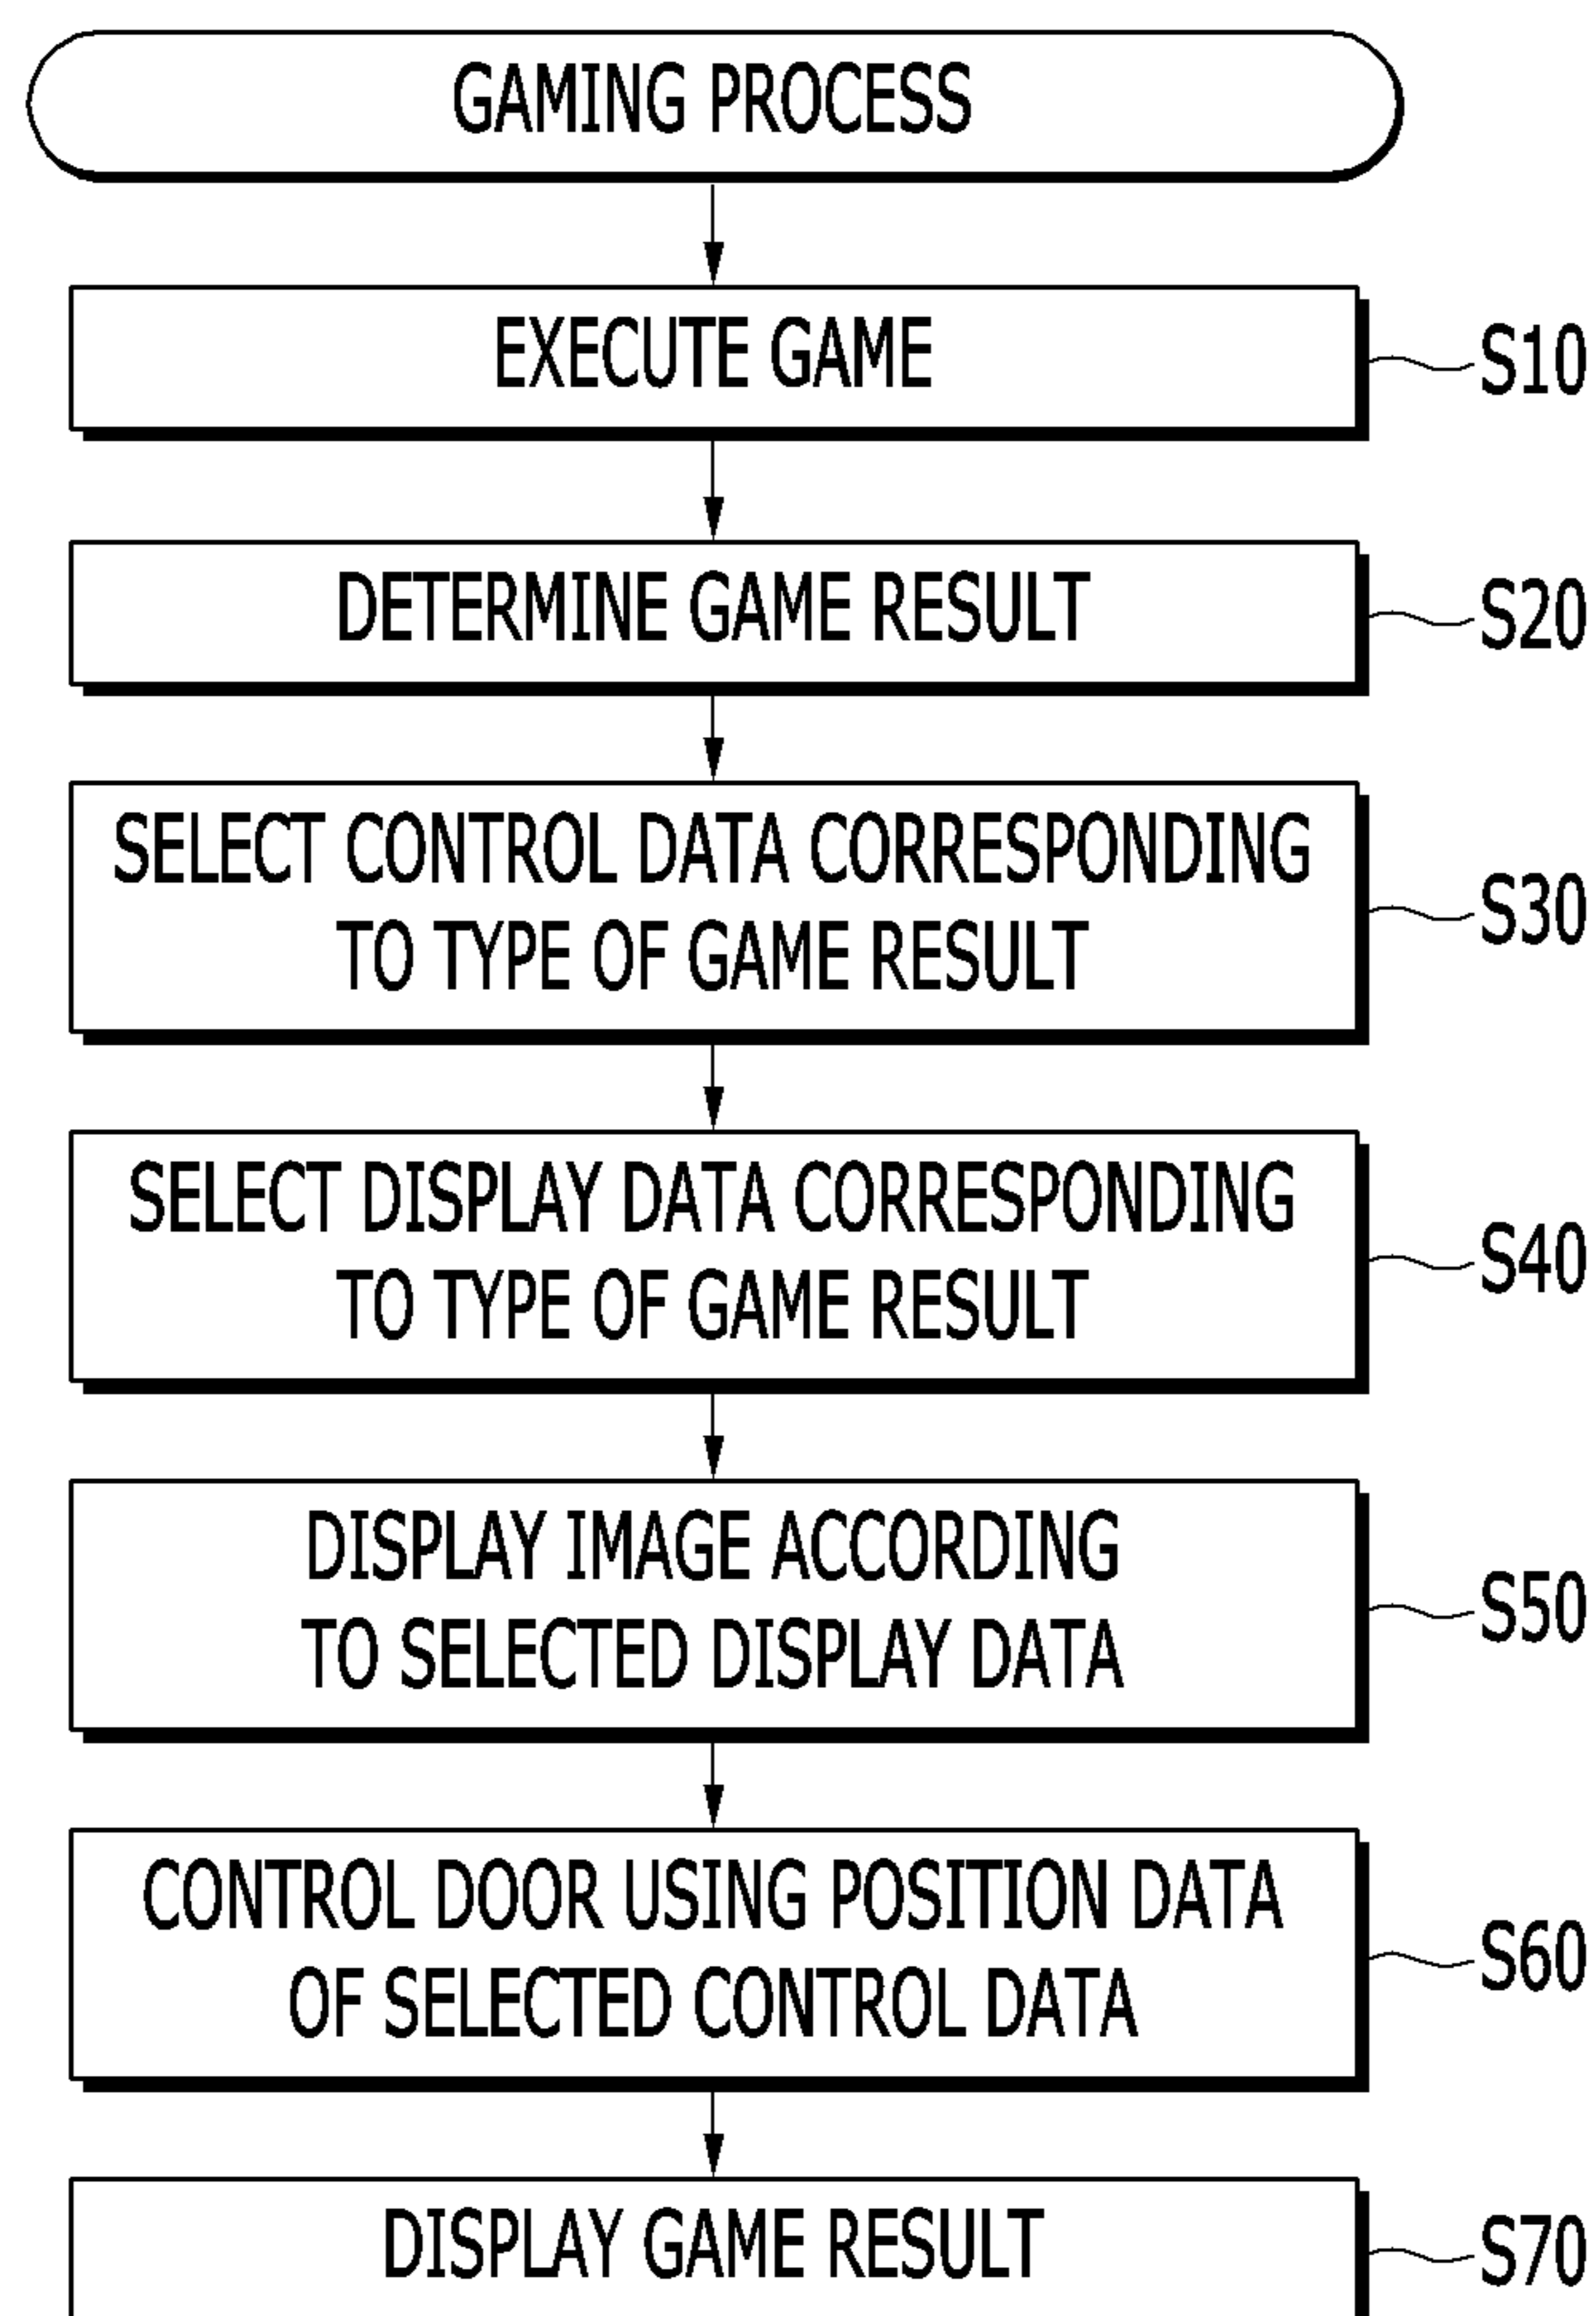 GAMING PROCESS
EXECUTE GAME
S10
DETERMINE GAME RESULT
S20
SELECT CONTROL DATA CORRESPONDING
TO TYPE OF GAME RESULT
S30
SELECT DISPLAY DATA CORRESPONDING
TO TYPE OF GAME RESULT
S40
DISPLAY IMAGE ACCORDING
TO SELECTED DISPLAY DATA
S50
CONTROL DOOR USING POSITION DATA
OF SELECTED CONTROL DATA
S60
DISPLAY GAME RESULT
S70